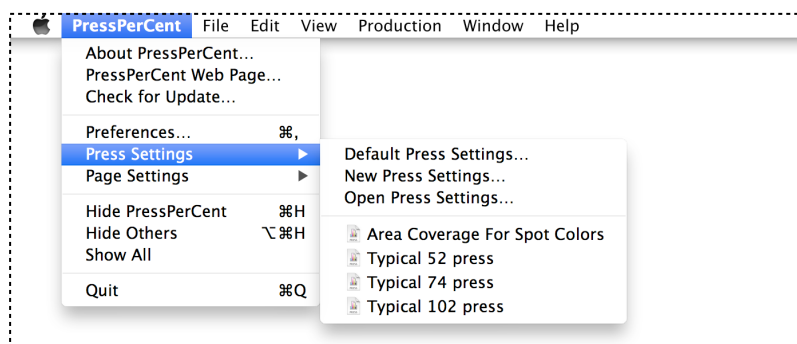 PressPerCent File Edit View Production Window Help
About PressPerCent...
PressPerCent Web Page...
Check for Update...
Preferences... ⌘,
Press Settings ▶
Page Settings ▶
Hide PressPerCent ⌘H
Hide Others ⌥⌘H
Show All
Quit ⌘Q
Default Press Settings...
New Press Settings...
Open Press Settings...
Area Coverage For Spot Colors
Typical 52 press
Typical 74 press
Typical 102 press